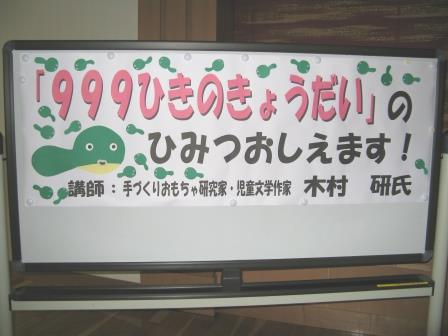 「999ひきのきょうだい」の
ひみつおしえます!
講師:手づくりおもちゃ研究家・児童文学作家 木村 研氏